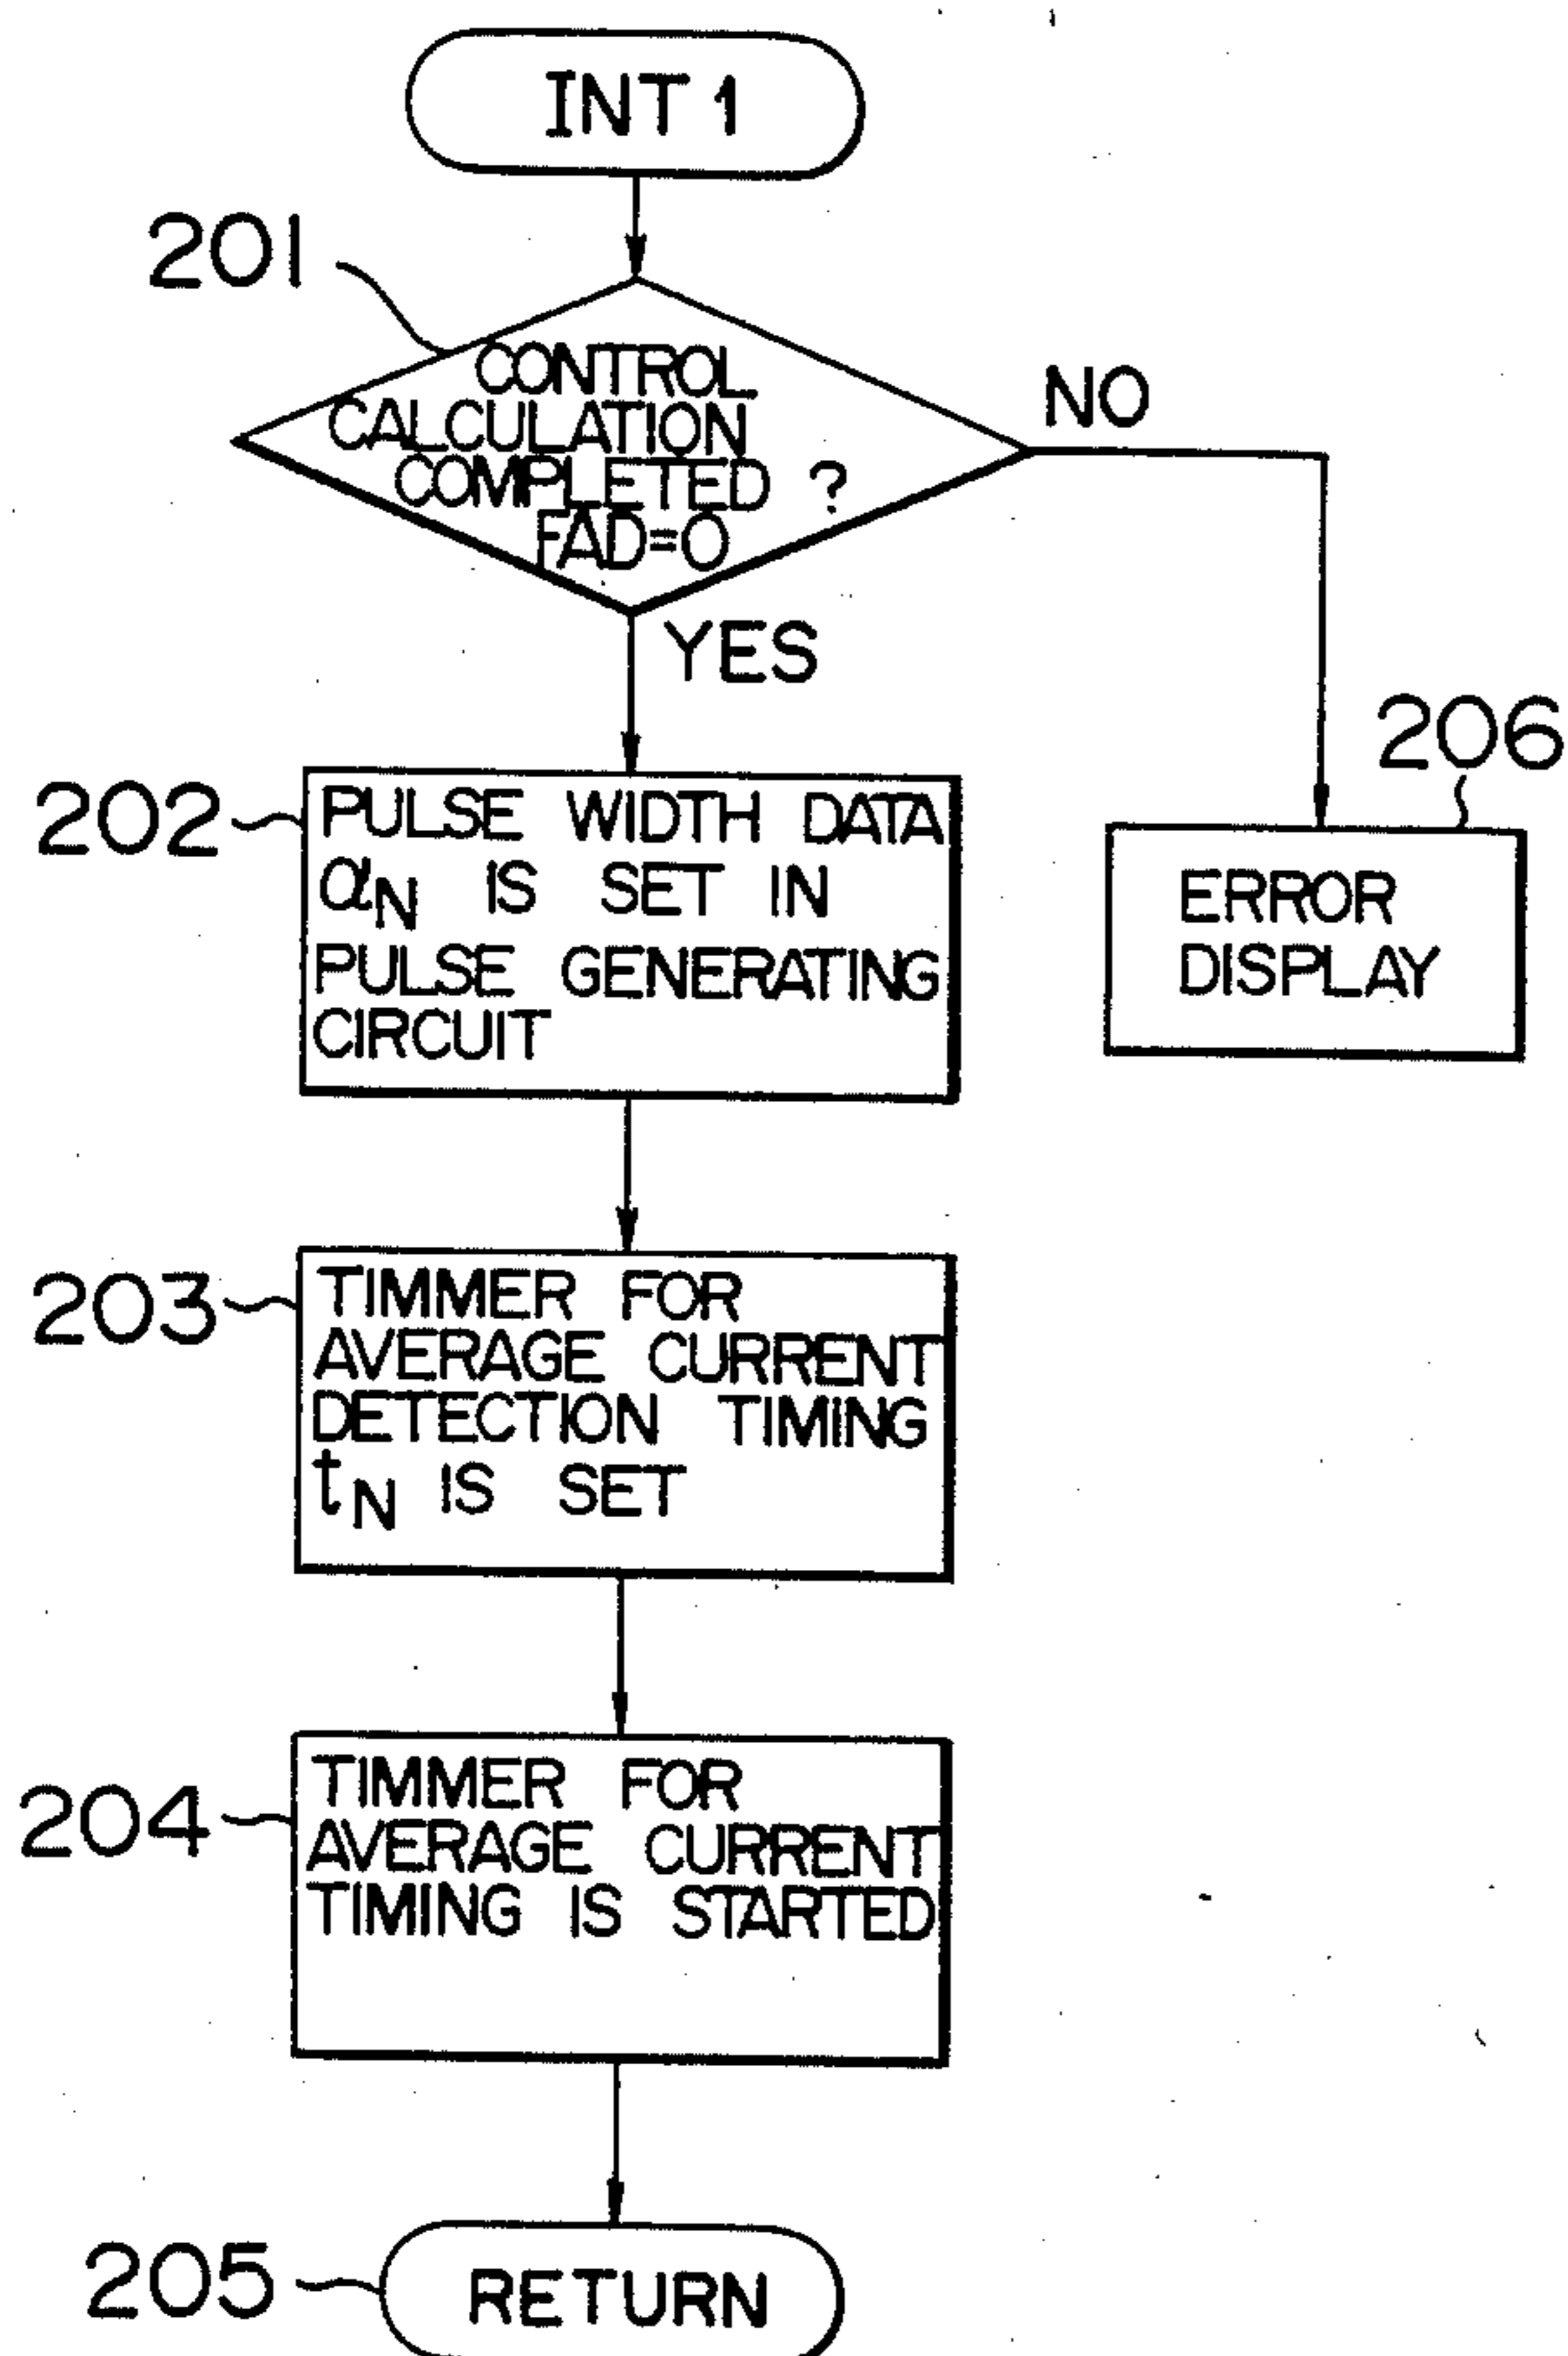 INT 1
201
CONTROL
CALCULATION
COMPLETED ?
FAD=0
NO
YES
206
202
PULSE WIDTH DATA
αN IS SET IN
PULSE GENERATING
CIRCUIT
ERROR
DISPLAY
203
TIMMER FOR
AVERAGE CURRENT
DETECTION TIMING
tN IS SET
204
TIMMER FOR
AVERAGE CURRENT
TIMING IS STARTED
205
RETURN